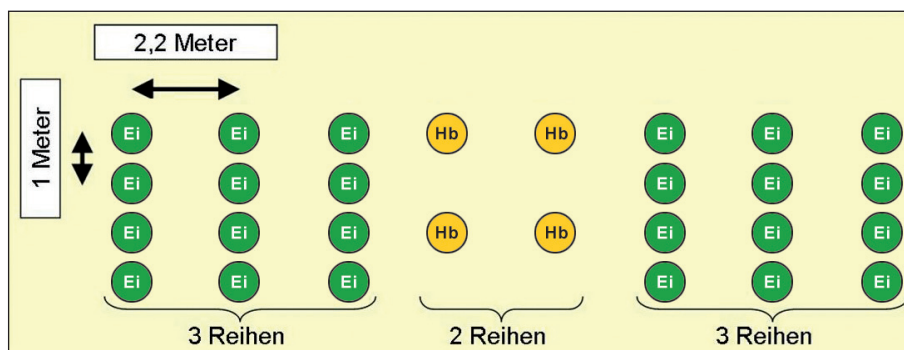 2,2 Meter
1 Meter
Ei Ei Ei Hb Hb Ei Ei Ei
Ei Ei Ei Ei Ei Ei
Ei Ei Ei Hb Hb Ei Ei Ei
Ei Ei Ei Ei Ei Ei
3 Reihen 2 Reihen 3 Reihen